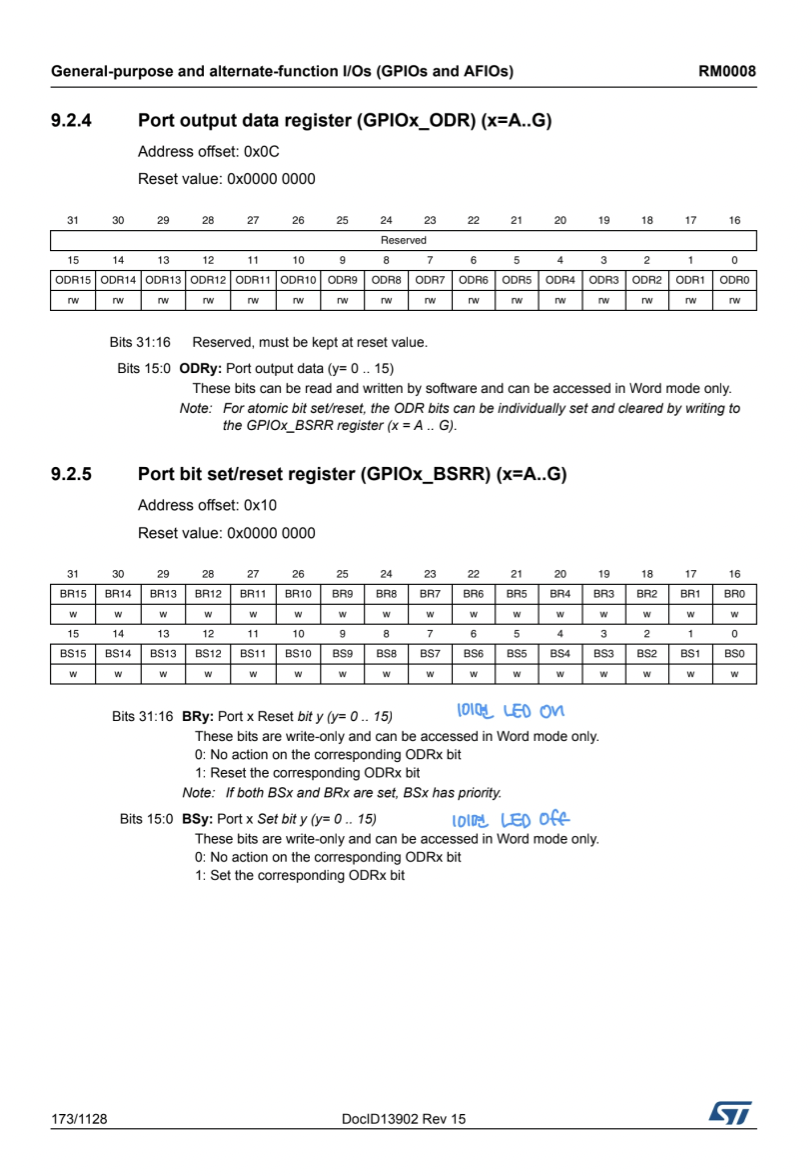 General-purpose and alternate-function I/Os (GPIOs and AFIOs) RM0008
9.2.4 Port output data register (GPIOx_ODR) (x=A..G)
Address offset: 0x0C
Reset value: 0x0000 0000
31 30 29 28 27 26 25 24 23 22 21 20 19 18 17 16
Reserved
15 14 13 12 11 10 9 8 7 6 5 4 3 2 1 0
ODR15 ODR14 ODR13 ODR12 ODR11 ODR10 ODR9 ODR8 ODR7 ODR6 ODR5 ODR4 ODR3 ODR2 ODR1 ODR0
rw rw rw rw rw rw rw rw rw rw rw rw rw rw rw rw
Bits 31:16 Reserved, must be kept at reset value.
Bits 15:0 ODRy: Port output data (y= 0 .. 15)
These bits can be read and written by software and can be accessed in Word mode only.
Note: For atomic bit set/reset, the ODR bits can be individually set and cleared by writing to
the GPIOx_BSRR register (x = A .. G).
9.2.5 Port bit set/reset register (GPIOx_BSRR) (x=A..G)
Address offset: 0x10
Reset value: 0x0000 0000
31 30 29 28 27 26 25 24 23 22 21 20 19 18 17 16
BR15 BR14 BR13 BR12 BR11 BR10 BR9 BR8 BR7 BR6 BR5 BR4 BR3 BR2 BR1 BR0
w w w w w w w w w w w w w w w w
15 14 13 12 11 10 9 8 7 6 5 4 3 2 1 0
BS15 BS14 BS13 BS12 BS11 BS10 BS9 BS8 BS7 BS6 BS5 BS4 BS3 BS2 BS1 BS0
w w w w w w w w w w w w w w w w
Bits 31:16 BRy: Port x Reset bit y (y= 0 .. 15) 1이면 LED ON
These bits are write-only and can be accessed in Word mode only.
0: No action on the corresponding ODRx bit
1: Reset the corresponding ODRx bit
Note: If both BSx and BRx are set, BSx has priority.
Bits 15:0 BSy: Port x Set bit y (y= 0 .. 15) 1이면 LED Off
These bits are write-only and can be accessed in Word mode only.
0: No action on the corresponding ODRx bit
1: Set the corresponding ODRx bit
173/1128 DocID13902 Rev 15 ST